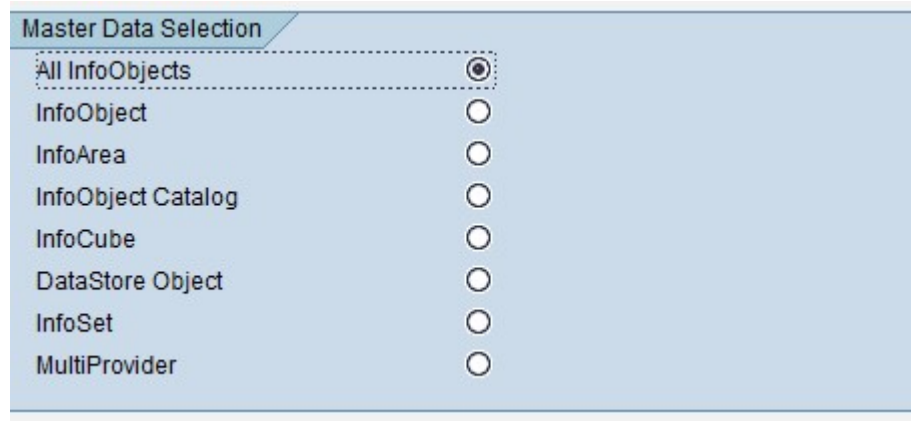 Master Data Selection
All InfoObjects
InfoObject
InfoArea
InfoObject Catalog
InfoCube
DataStore Object
InfoSet
MultiProvider